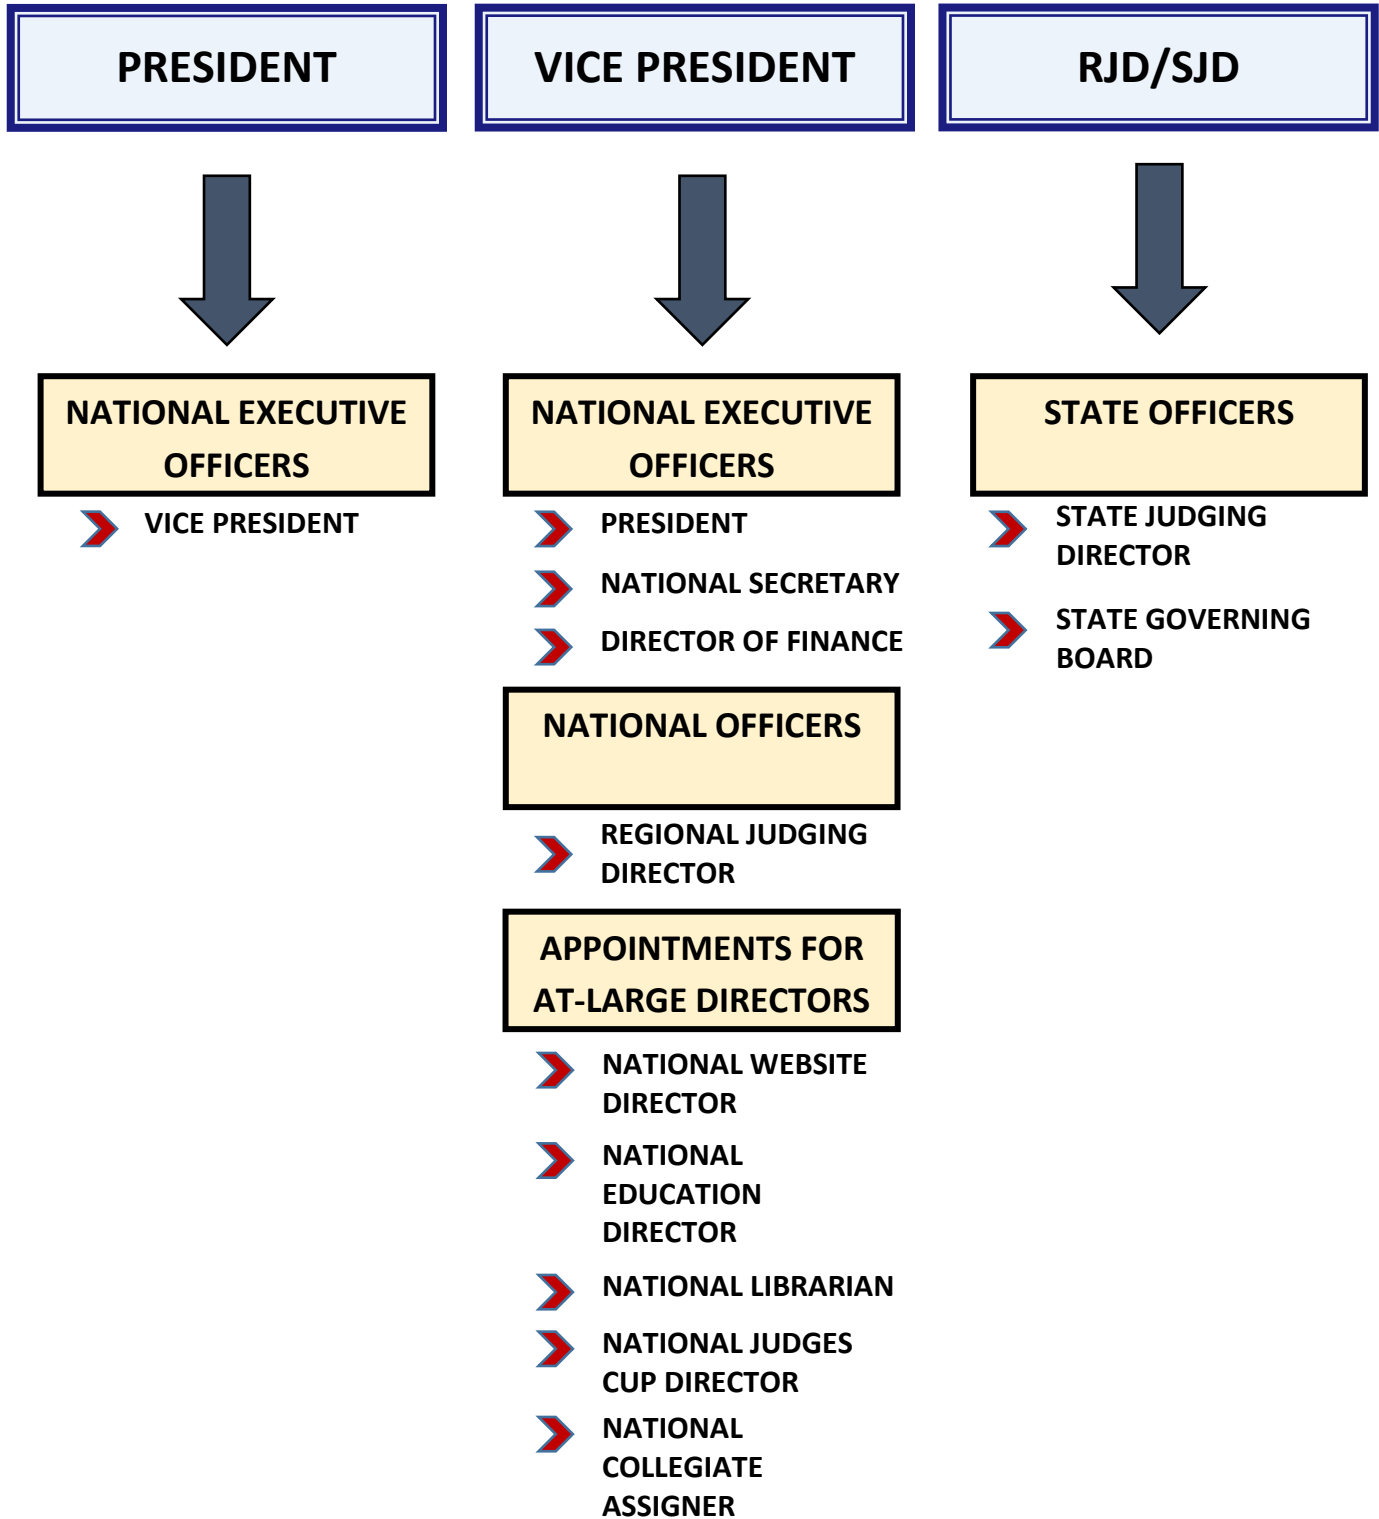 PRESIDENT
VICE PRESIDENT
RJD/SJD
NATIONAL EXECUTIVE
OFFICERS
VICE PRESIDENT
NATIONAL EXECUTIVE
OFFICERS
PRESIDENT
NATIONAL SECRETARY
DIRECTOR OF FINANCE
NATIONAL OFFICERS
REGIONAL JUDGING
DIRECTOR
APPOINTMENTS FOR
AT-LARGE DIRECTORS
NATIONAL WEBSITE
DIRECTOR
NATIONAL
EDUCATION
DIRECTOR
NATIONAL LIBRARIAN
NATIONAL JUDGES
CUP DIRECTOR
NATIONAL
COLLEGIATE
ASSIGNER
STATE OFFICERS
STATE JUDGING
DIRECTOR
STATE GOVERNING
BOARD